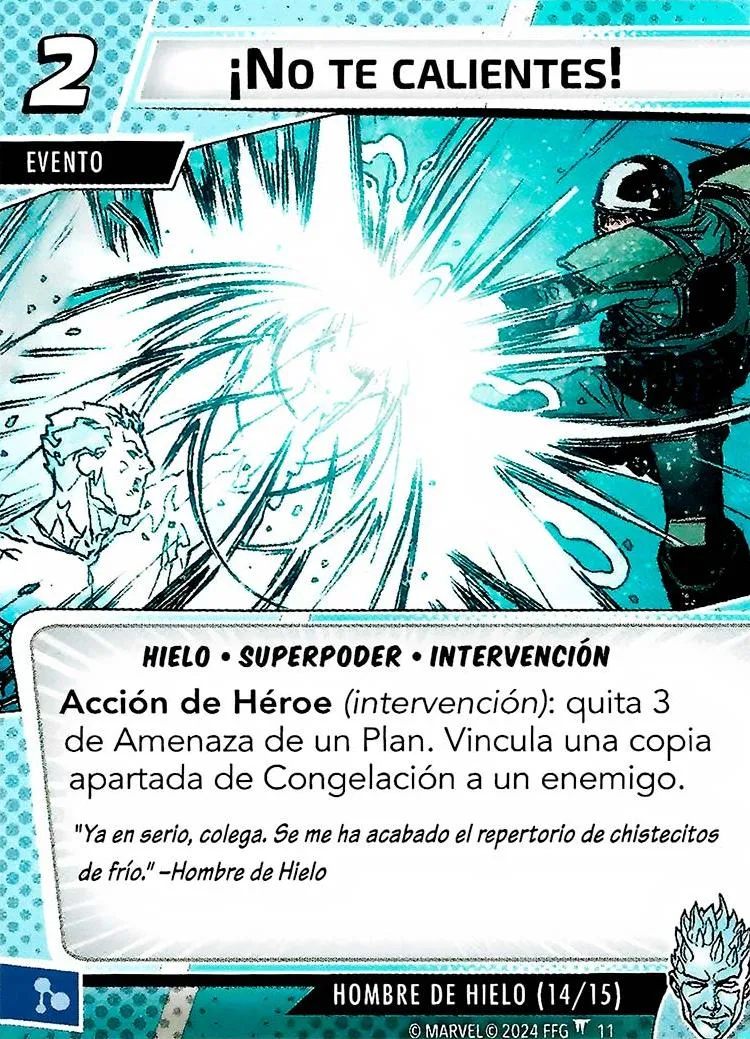 2
¡No te calientes!
EVENTO
HIELO • SUPERPODER • INTERVENCIÓN
Acción de Héroe (intervención): quita 3
de Amenaza de un Plan. Vincula una copia
apartada de Congelación a un enemigo.
"Ya en serio, colega. Se me ha acabado el repertorio de chistecitos
de frío." –Hombre de Hielo
HOMBRE DE HIELO (14/15)
© MARVEL © 2024 FFG 11